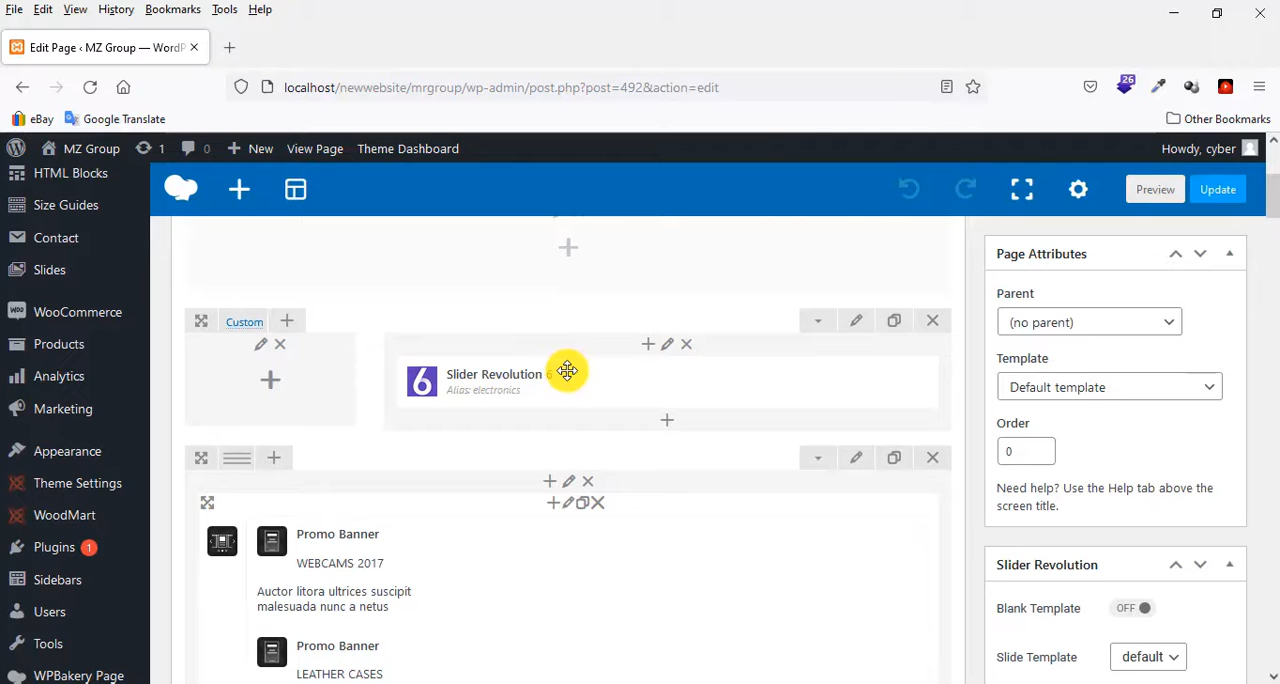 File Edit View History Bookmarks Tools Help
Edit Page ‹ MZ Group — WordP
localhost/newwebsite/mrgroup/wp-admin/post.php?post=492&action=edit
26
eBay Google Translate Other Bookmarks
MZ Group 1 0 New View Page Theme Dashboard Howdy, cyber
HTML Blocks
Size Guides
Contact
Slides
WooCommerce
Products
Analytics
Marketing
Appearance
Theme Settings
WoodMart
Plugins 1
Sidebars
Users
Tools
WPBakery Page
Preview Update
Custom
6 Slider Revolution 6
Alias: electronics
Promo Banner
WEBCAMS 2017
Auctor litora ultrices suscipit
malesuada nunc a netus
Promo Banner
LEATHER CASES
Page Attributes
Parent
(no parent)
Template
Default template
Order
0
Need help? Use the Help tab above the
screen title.
Slider Revolution
Blank Template OFF
Slide Template default